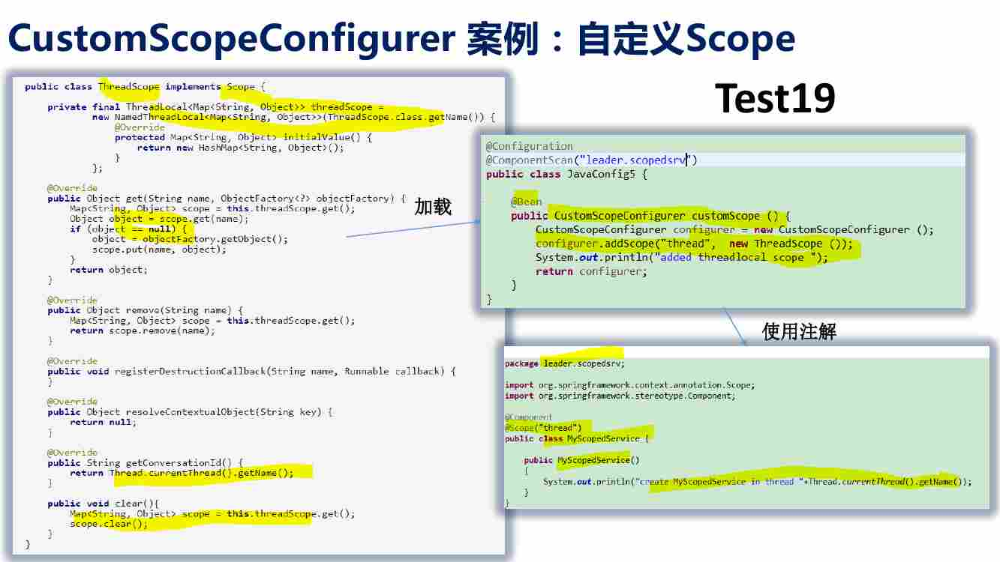 CustomScopeConfigurer 案例：自定义Scope
public class ThreadScope implements Scope {
private final ThreadLocal<Map<String, Object>> threadScope =
new NamedThreadLocal<Map<String, Object>>(ThreadScope.class.getName()) {
@Override
protected Map<String, Object> initialValue() {
return new HashMap<String, Object>();
}
};
@Override
public Object get(String name, ObjectFactory<?> objectFactory) {
Map<String, Object> scope = this.threadScope.get();
Object object = scope.get(name);
if (object == null) {
object = objectFactory.getObject();
scope.put(name, object);
}
return object;
}
@Override
public Object remove(String name) {
Map<String, Object> scope = this.threadScope.get();
return scope.remove(name);
}
@Override
public void registerDestructionCallback(String name, Runnable callback) {
}
@Override
public Object resolveContextualObject(String key) {
return null;
}
@Override
public String getConversationId() {
return Thread.currentThread().getName();
}
public void clear(){
Map<String, Object> scope = this.threadScope.get();
scope.clear();
}
}
加载
Test19
@Configuration
@ComponentScan("leader.scopedsrv")
public class JavaConfig5 {
@Bean
public CustomScopeConfigurer customScope () {
CustomScopeConfigurer configurer = new CustomScopeConfigurer ();
configurer.addScope("thread", new ThreadScope ());
System.out.println("added threadlocal scope ");
return configurer;
}
}
使用注解
package leader.scopedsrv;
import org.springframework.context.annotation.Scope;
import org.springframework.stereotype.Component;
@Component
@Scope("thread")
public class MyScopedService {
public MyScopedService()
{
System.out.println("create MyScopedService in thread "+Thread.currentThread().getName());
}
}